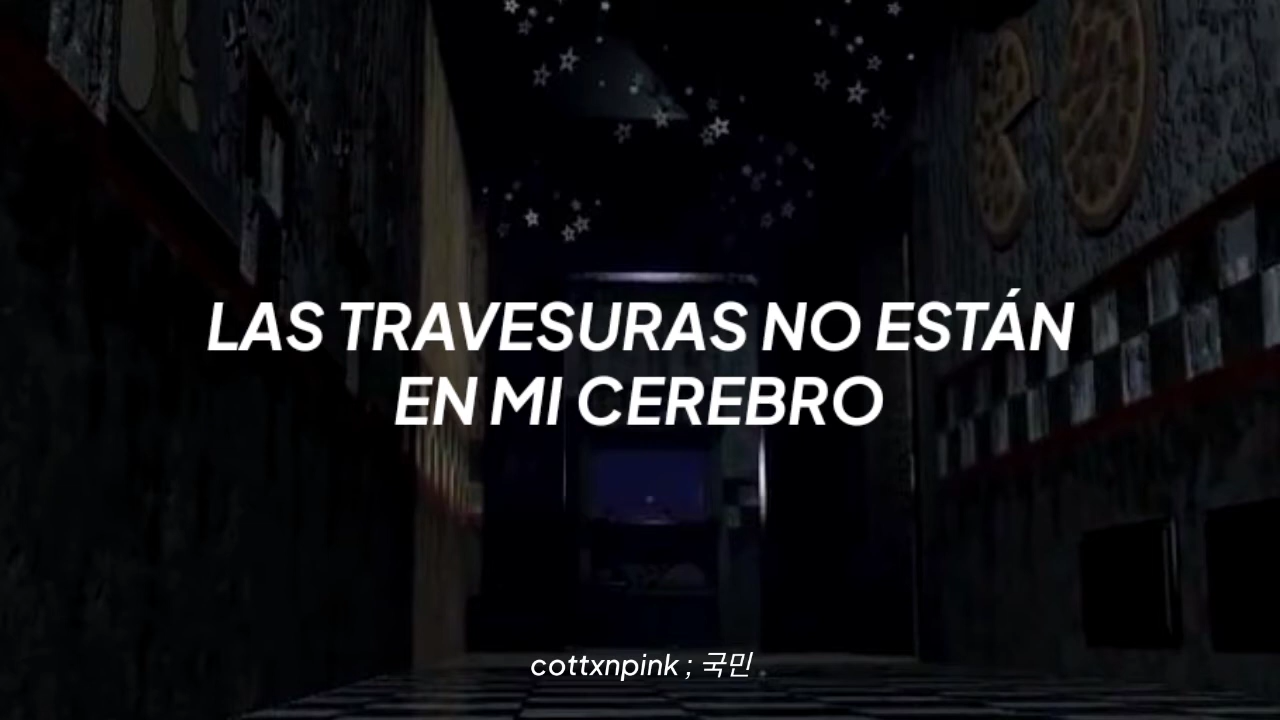 LAS TRAVESURAS NO ESTÁN
EN MI CEREBRO
cottxnpink ; 국민